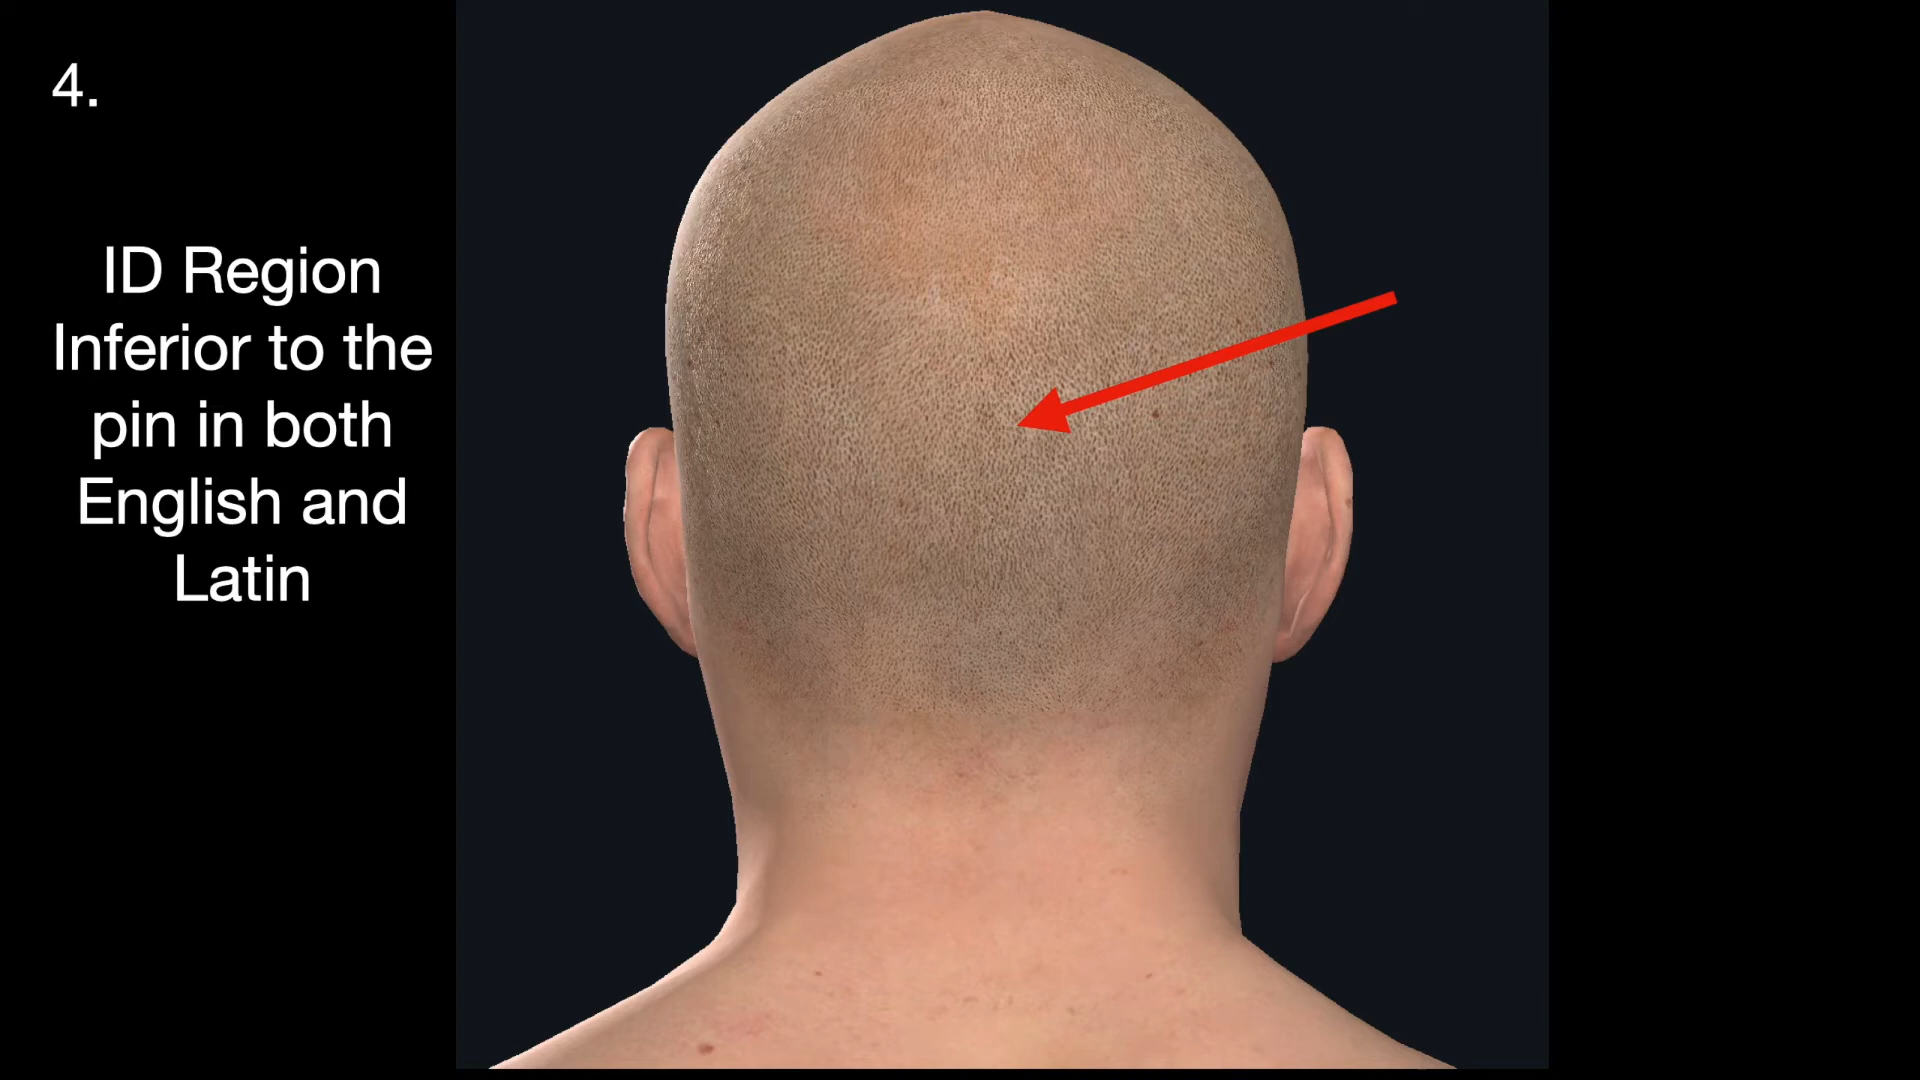 4.
ID Region
Inferior to the
pin in both
English and
Latin